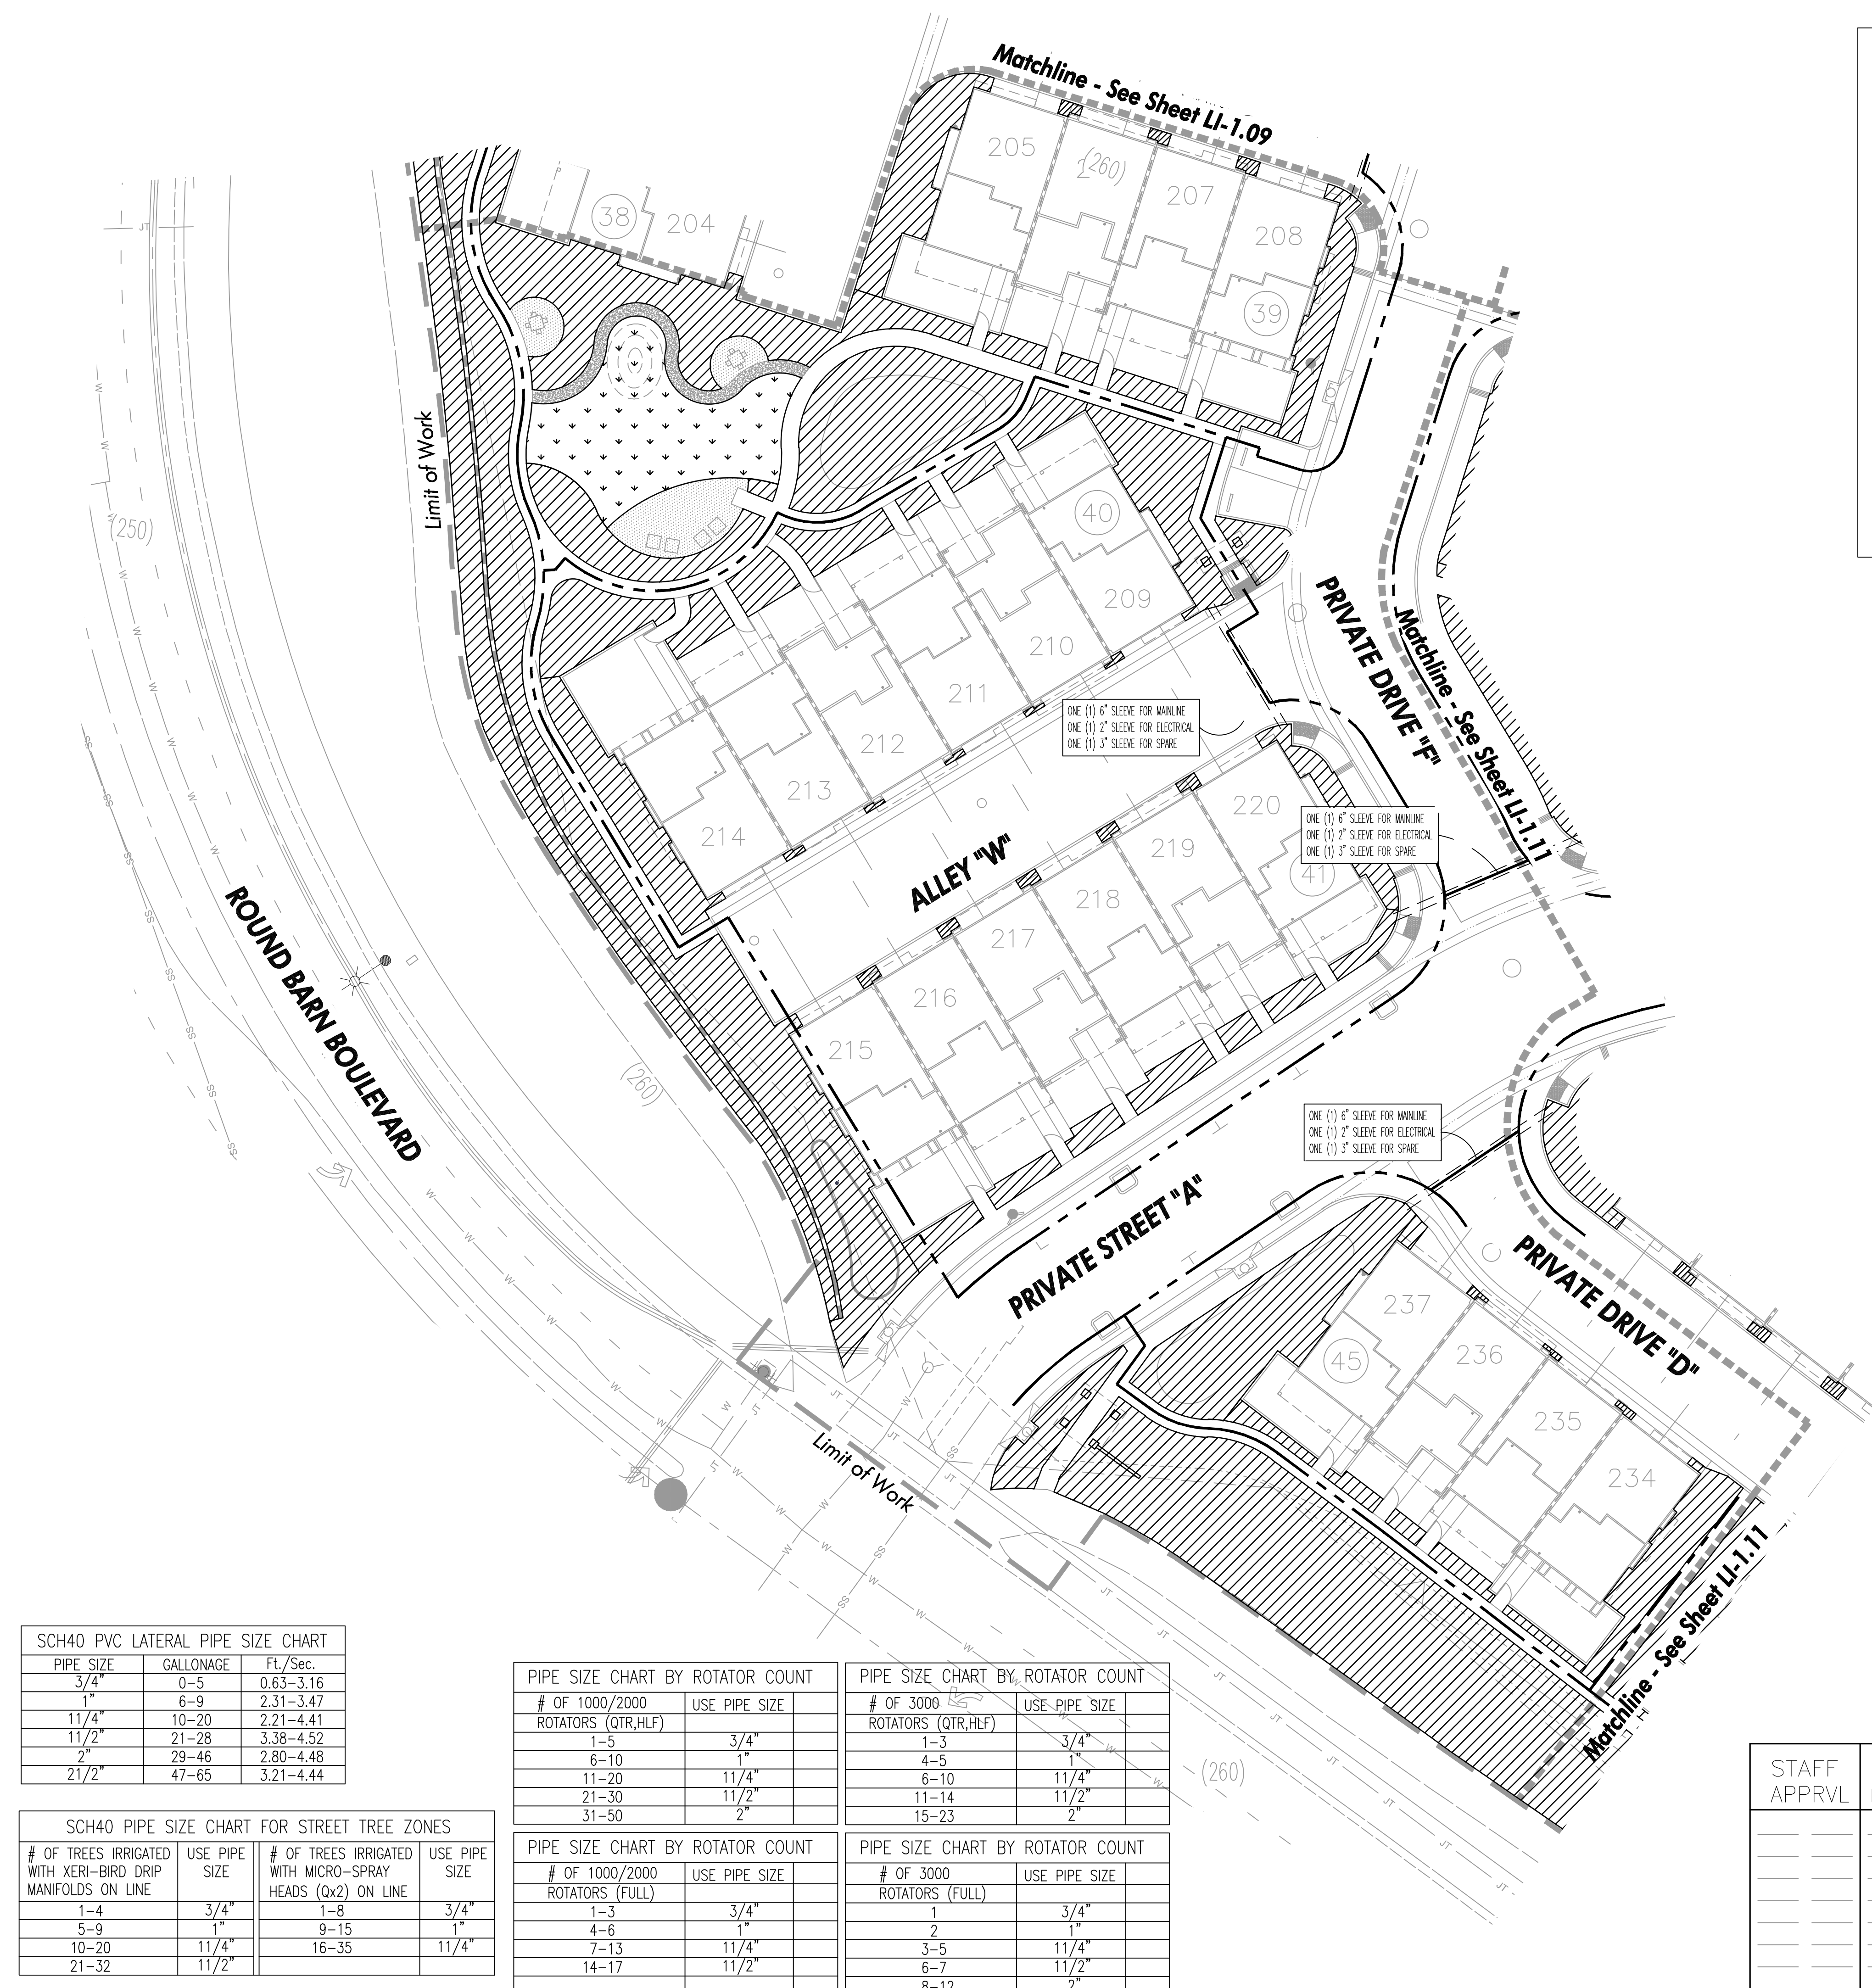 Matchline - See Sheet LI-1.09
205
(260)
207
208
39
38
204
JT
Limit of Work
(250)
40
209
210
211
212
213
214
PRIVATE DRIVE "F"
Matchline - See Sheet LI-1.11
ONE (1) 6" SLEEVE FOR MAINLINE
ONE (1) 2" SLEEVE FOR ELECTRICAL
ONE (1) 3" SLEEVE FOR SPARE
ONE (1) 6" SLEEVE FOR MAINLINE
ONE (1) 2" SLEEVE FOR ELECTRICAL
ONE (1) 3" SLEEVE FOR SPARE
ALLEY "W"
220
41
219
218
217
216
215
ROUND BARN BOULEVARD
(260)
ONE (1) 6" SLEEVE FOR MAINLINE
ONE (1) 2" SLEEVE FOR ELECTRICAL
ONE (1) 3" SLEEVE FOR SPARE
PRIVATE STREET "A"
PRIVATE DRIVE "D"
237
45
236
235
234
Limit of Work
Matchline - See Sheet LI-1.11
(260)
SCH40 PVC LATERAL PIPE SIZE CHART
PIPE SIZE GALLONAGE Ft./Sec.
3/4" 0-5 0.63-3.16
1" 6-9 2.31-3.47
11/4" 10-20 2.21-4.41
11/2" 21-28 3.38-4.52
2" 29-46 2.80-4.48
21/2" 47-65 3.21-4.44
SCH40 PIPE SIZE CHART FOR STREET TREE ZONES
# OF TREES IRRIGATED USE PIPE # OF TREES IRRIGATED USE PIPE
WITH XERI-BIRD DRIP SIZE WITH MICRO-SPRAY SIZE
MANIFOLDS ON LINE HEADS (Qx2) ON LINE
1-4 3/4" 1-8 3/4"
5-9 1" 9-15 1"
10-20 11/4" 16-35 11/4"
21-32 11/2"
PIPE SIZE CHART BY ROTATOR COUNT
# OF 1000/2000 USE PIPE SIZE
ROTATORS (QTR,HLF)
1-5 3/4"
6-10 1"
11-20 11/4"
21-30 11/2"
31-50 2"
PIPE SIZE CHART BY ROTATOR COUNT
# OF 3000 USE PIPE SIZE
ROTATORS (QTR,HLF)
1-3 3/4"
4-5 1"
6-10 11/4"
11-14 11/2"
15-23 2"
PIPE SIZE CHART BY ROTATOR COUNT
# OF 1000/2000 USE PIPE SIZE
ROTATORS (FULL)
1-3 3/4"
4-6 1"
7-13 11/4"
14-17 11/2"
PIPE SIZE CHART BY ROTATOR COUNT
# OF 3000 USE PIPE SIZE
ROTATORS (FULL)
1 3/4"
2 1"
3-5 11/4"
6-7 11/2"
8-12 2"
STAFF
APPRVL